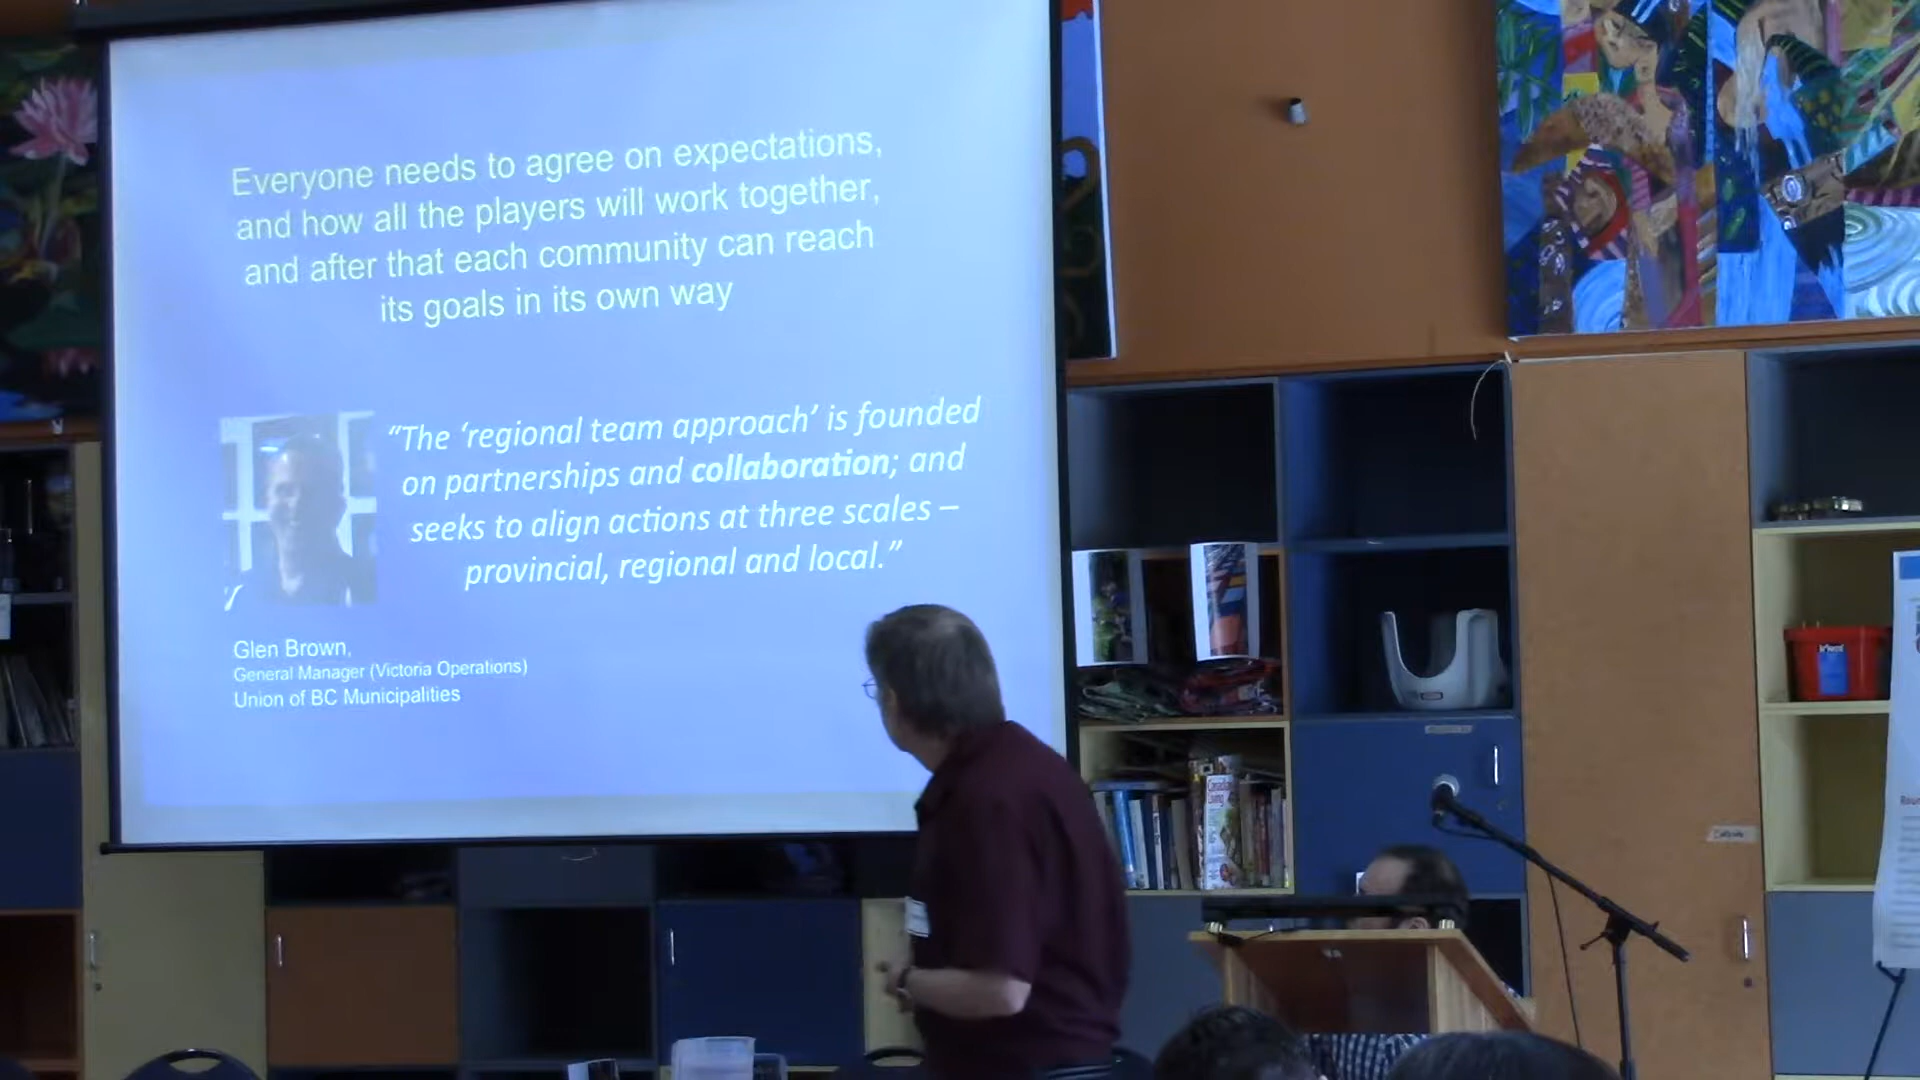 Everyone needs to agree on expectations,
and how all the players will work together,
and after that each community can reach
its goals in its own way
“The ‘regional team approach’ is founded
on partnerships and collaboration; and
seeks to align actions at three scales –
provincial, regional and local.”
Glen Brown,
General Manager (Victoria Operations)
Union of BC Municipalities
Canadian
Living